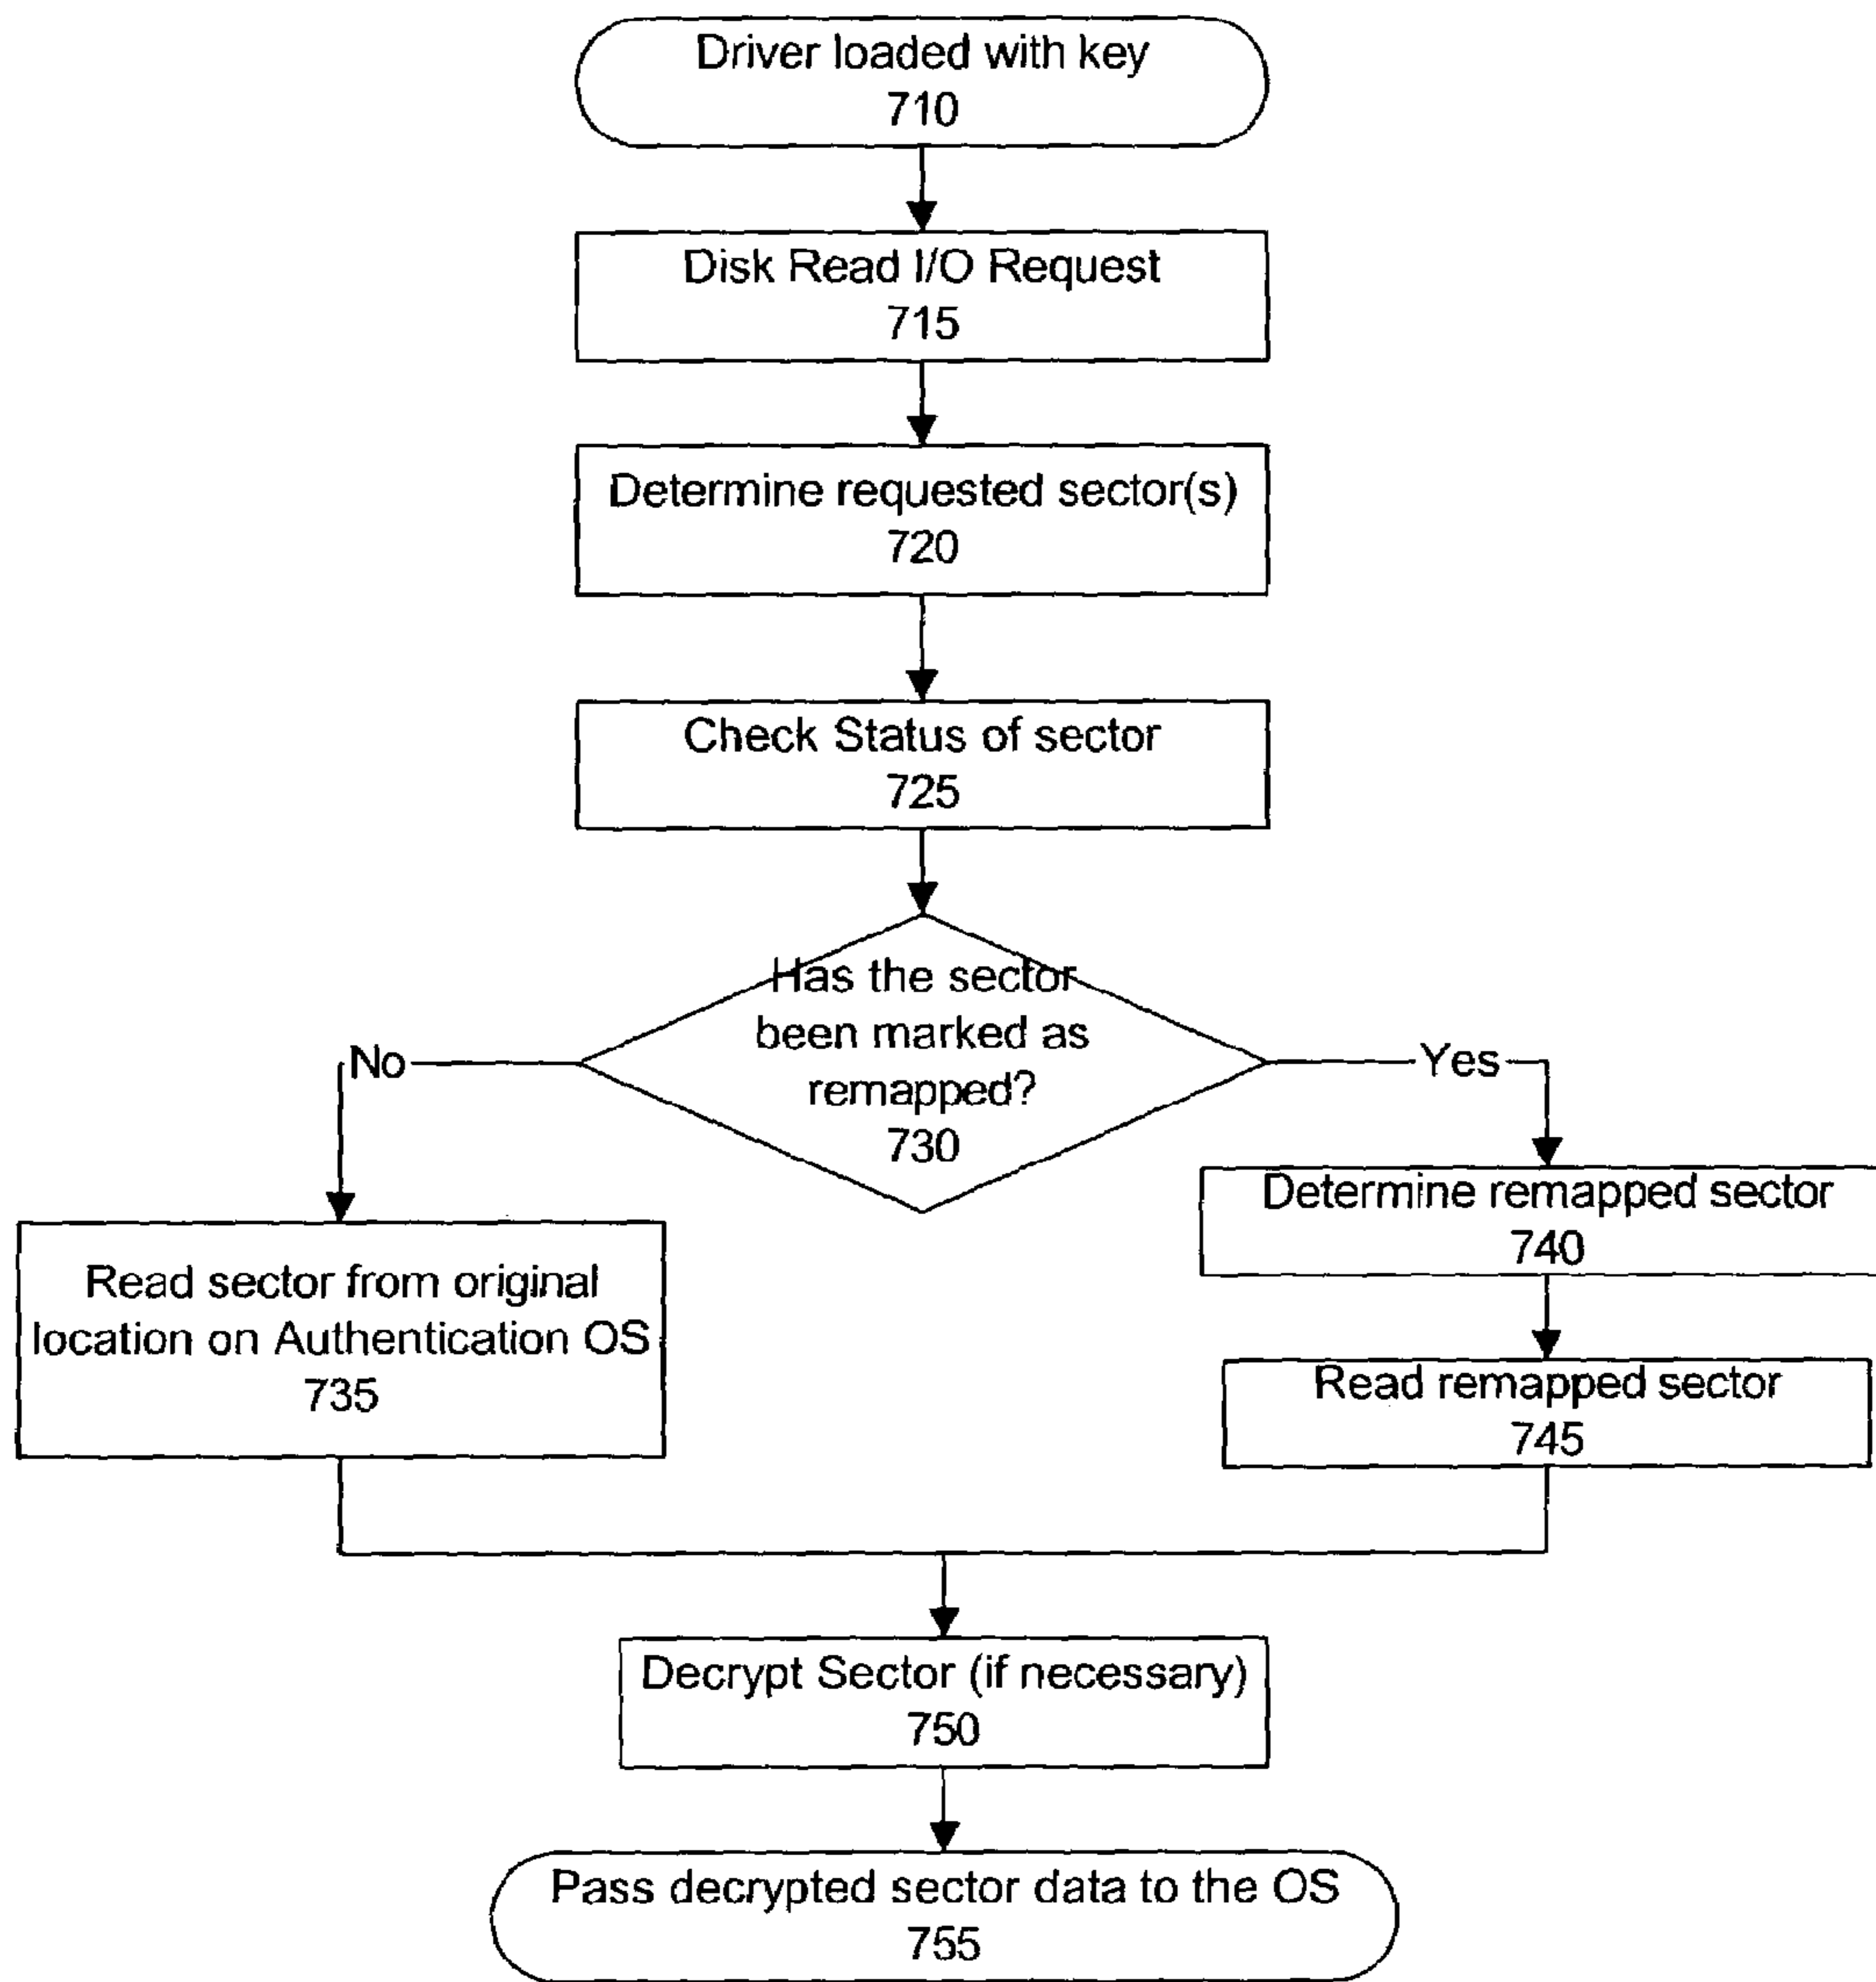 Driver loaded with key
710
Disk Read I/O Request
715
Determine requested sector(s)
720
Check Status of sector
725
Has the sector
been marked as
remapped?
730
No
Yes
Read sector from original
location on Authentication OS
735
Determine remapped sector
740
Read remapped sector
745
Decrypt Sector (if necessary)
750
Pass decrypted sector data to the OS
755